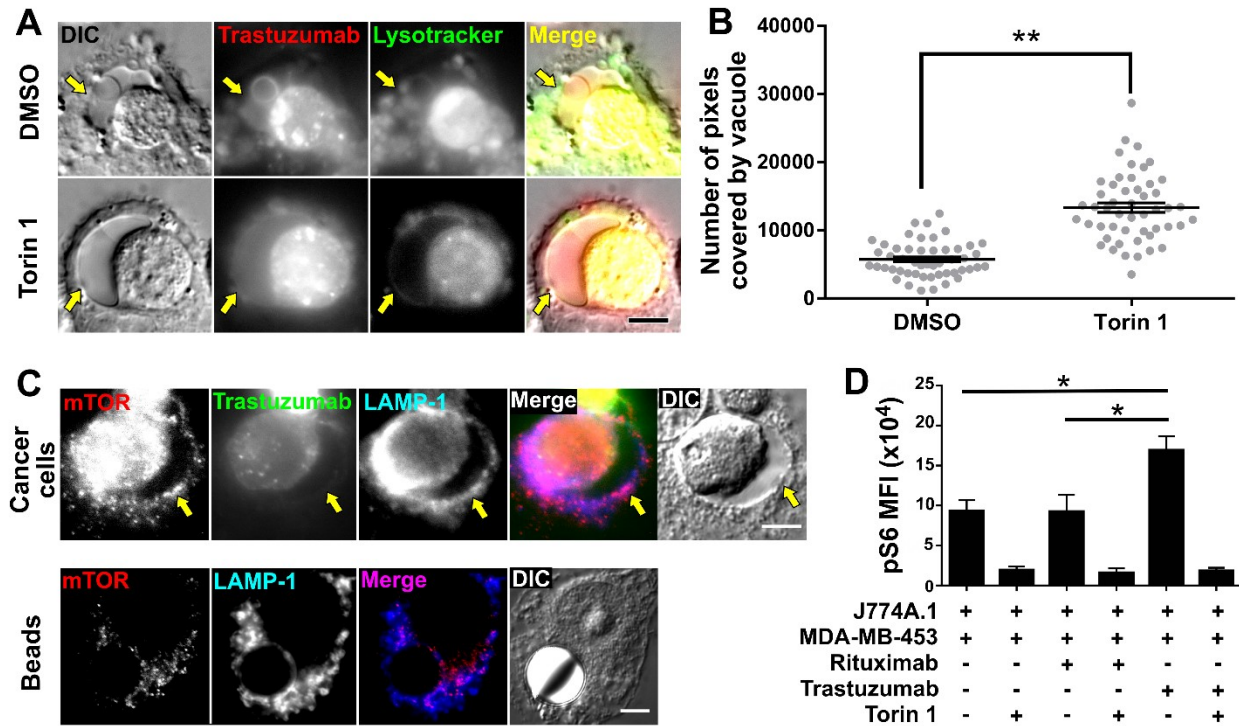 A
DIC Trastuzumab Lysotracker Merge
DMSO
Torin 1
B
Number of pixels
covered by vacuole
40000
30000
20000
10000
0
**
DMSO Torin 1
C
mTOR Trastuzumab LAMP-1 Merge DIC
Cancer
cells
mTOR LAMP-1 Merge DIC
Beads
D
pS6 MFI (x10⁴)
25
20
15
10
5
0
*
*
J774A.1 + + + + + +
MDA-MB-453 + + + + + +
Rituximab - - + + - -
Trastuzumab - - - - + +
Torin 1 - + - + - +